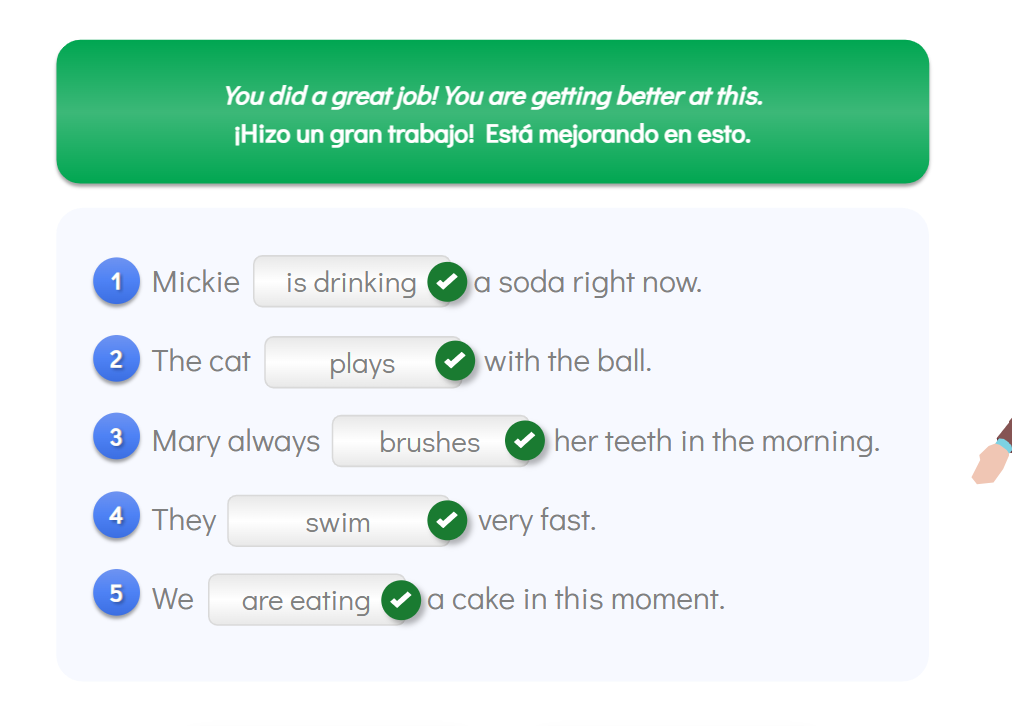 You did a great job! You are getting better at this.
¡Hizo un gran trabajo! Está mejorando en esto.
1 Mickie is drinking a soda right now.
2 The cat plays with the ball.
3 Mary always brushes her teeth in the morning.
4 They swim very fast.
5 We are eating a cake in this moment.